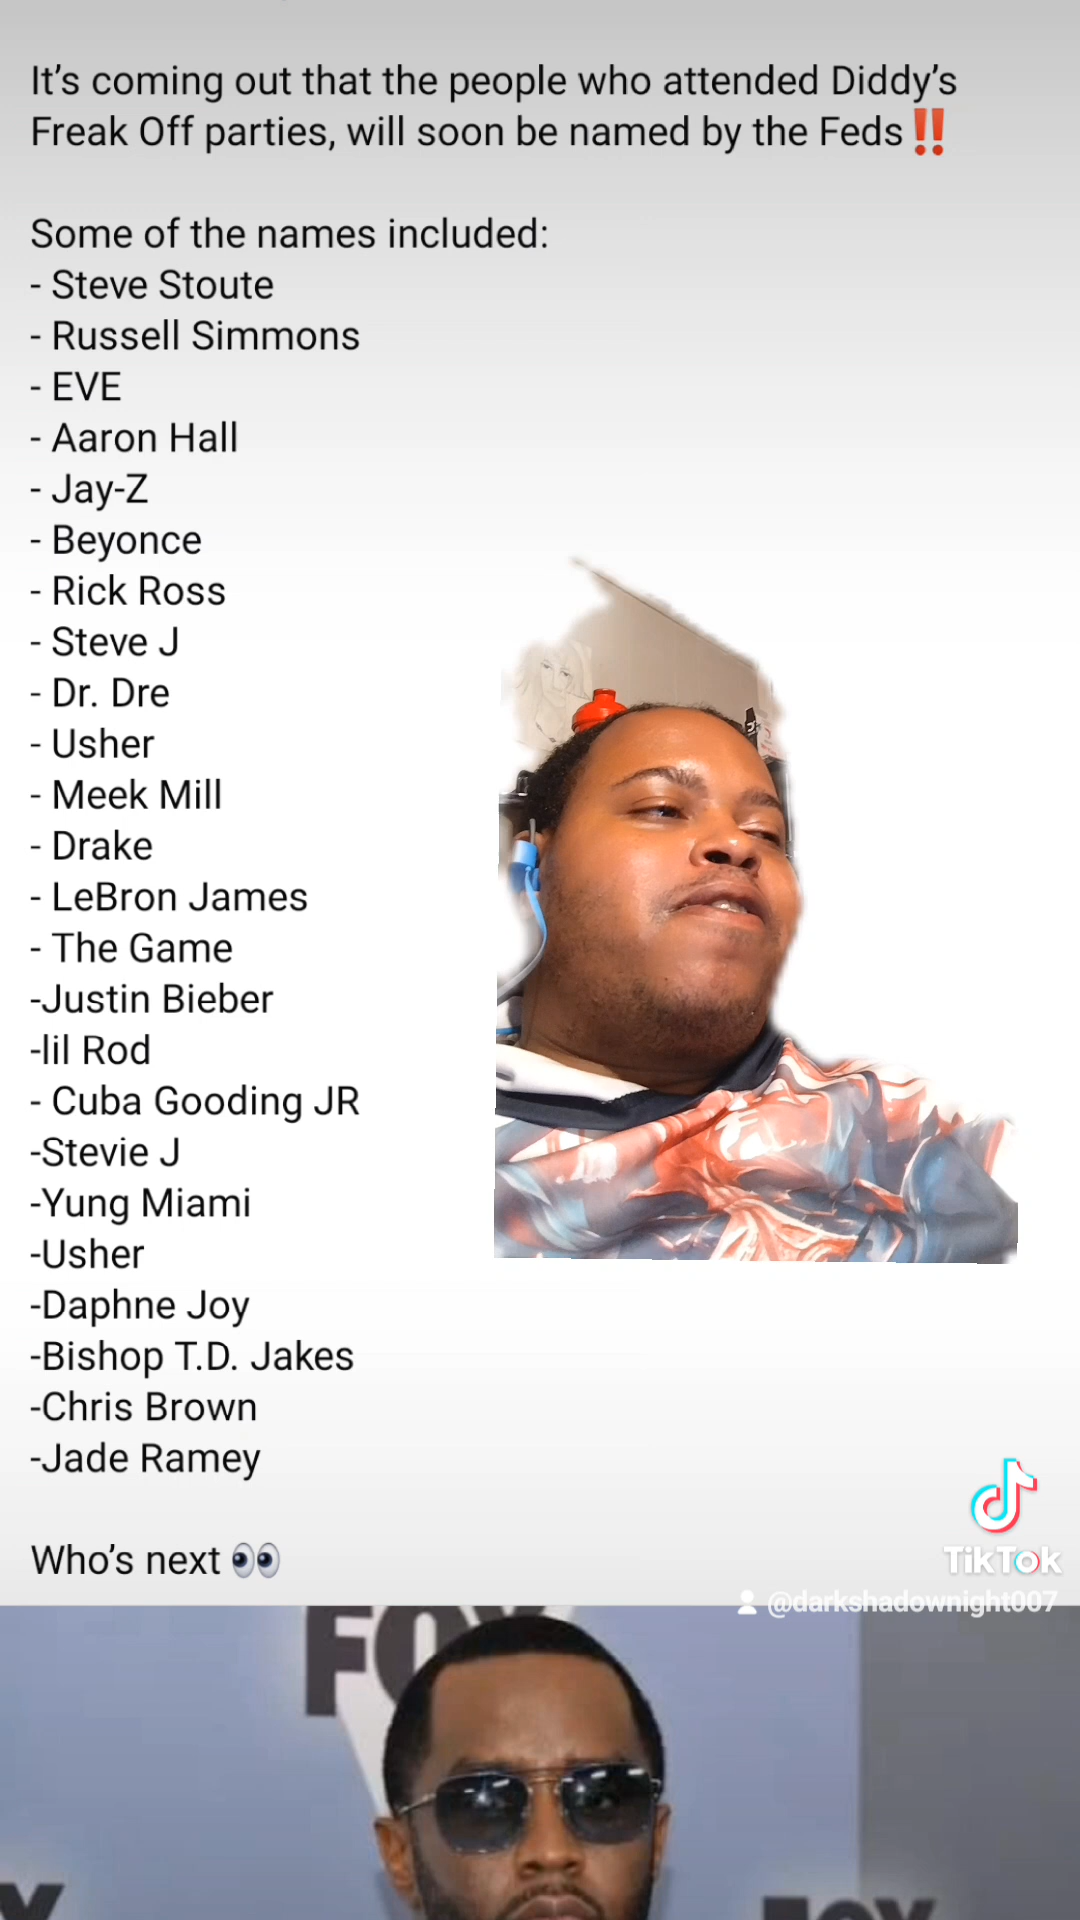 It’s coming out that the people who attended Diddy’s
Freak Off parties, will soon be named by the Feds‼️
Some of the names included:
- Steve Stoute
- Russell Simmons
- EVE
- Aaron Hall
- Jay-Z
- Beyonce
- Rick Ross
- Steve J
- Dr. Dre
- Usher
- Meek Mill
- Drake
- LeBron James
- The Game
-Justin Bieber
-lil Rod
- Cuba Gooding JR
-Stevie J
-Yung Miami
-Usher
-Daphne Joy
-Bishop T.D. Jakes
-Chris Brown
-Jade Ramey
Who’s next 👀
TikTok
@darkshadownight007
FOX
X
FOX